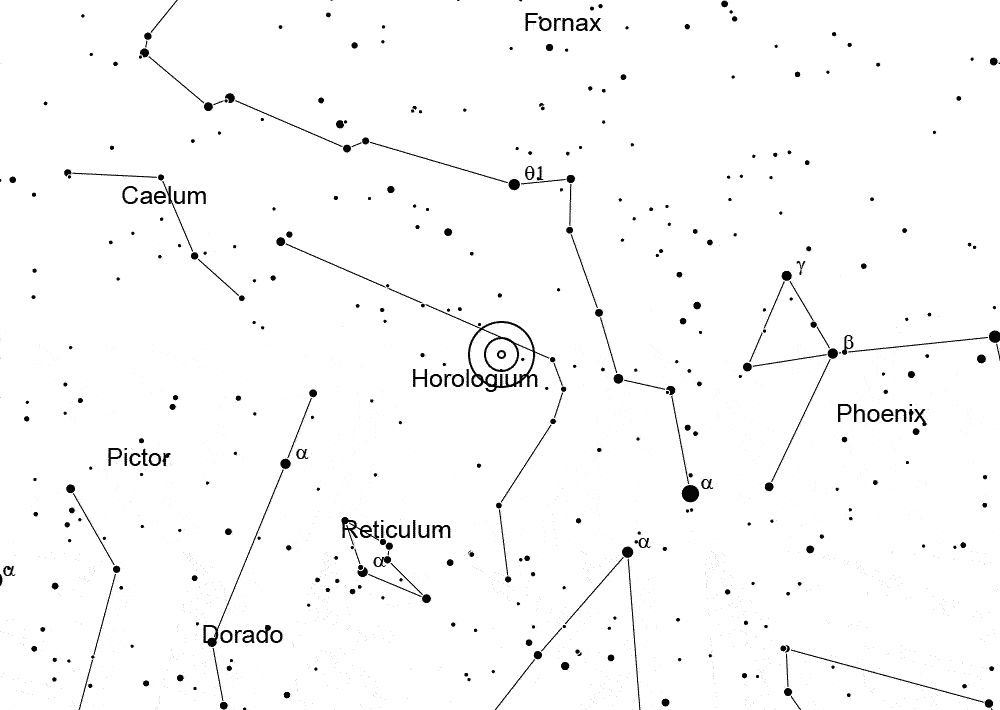 Fornax
θ1
Caelum
γ
β
Horologium
Phoenix
α
Pictor
α
Reticulum
α
α
α
Dorado